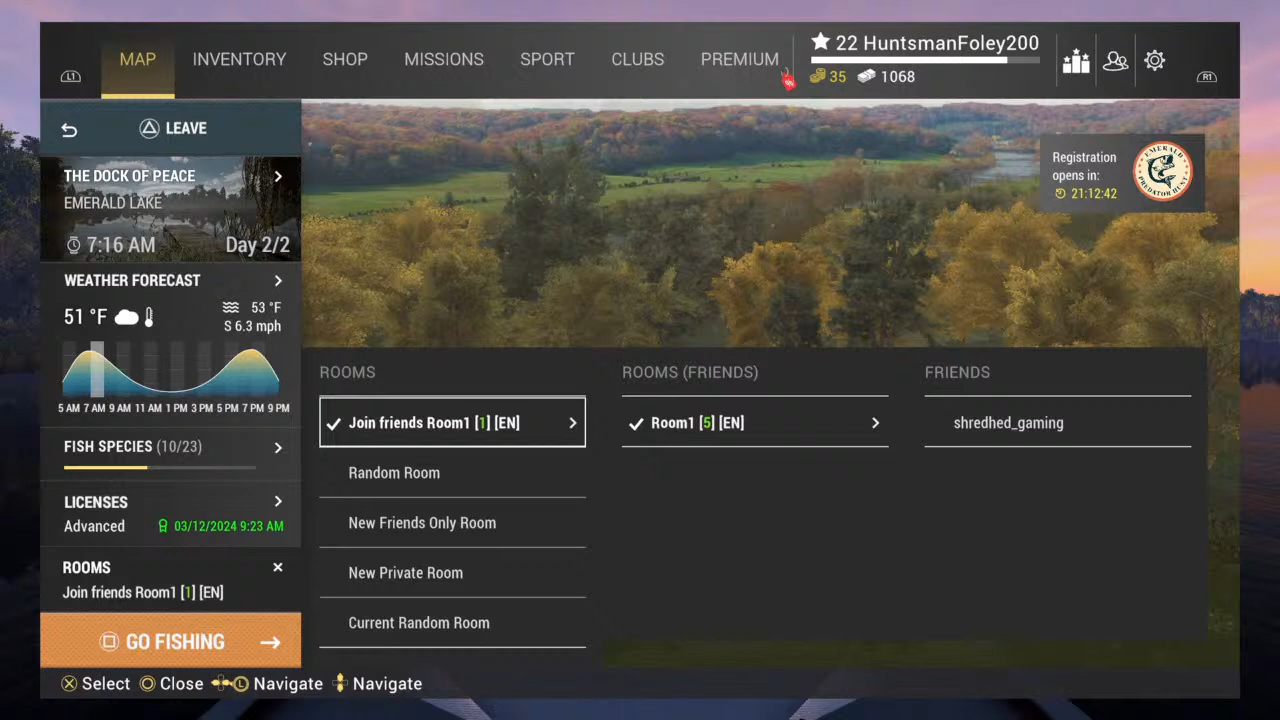 L1
MAP
INVENTORY
SHOP
MISSIONS
SPORT
CLUBS
PREMIUM
22 HuntsmanFoley200
35 1068
R1
LEAVE
THE DOCK OF PEACE
EMERALD LAKE
7:16 AM Day 2/2
WEATHER FORECAST
51 °F 53 °F
S 6.3 mph
5 AM 7 AM 9 AM 11 AM 1 PM 3 PM 5 PM 7 PM 9 PM
FISH SPECIES (10/23)
LICENSES
Advanced 03/12/2024 9:23 AM
ROOMS
Join friends Room1 [1] [EN]
GO FISHING
Registration
opens in:
21:12:42
EMERALD
PREDATOR HUNT
ROOMS
Join friends Room1 [1] [EN]
Random Room
New Friends Only Room
New Private Room
Current Random Room
ROOMS (FRIENDS)
Room1 [5] [EN]
FRIENDS
shredhed_gaming
Select Close L Navigate Navigate